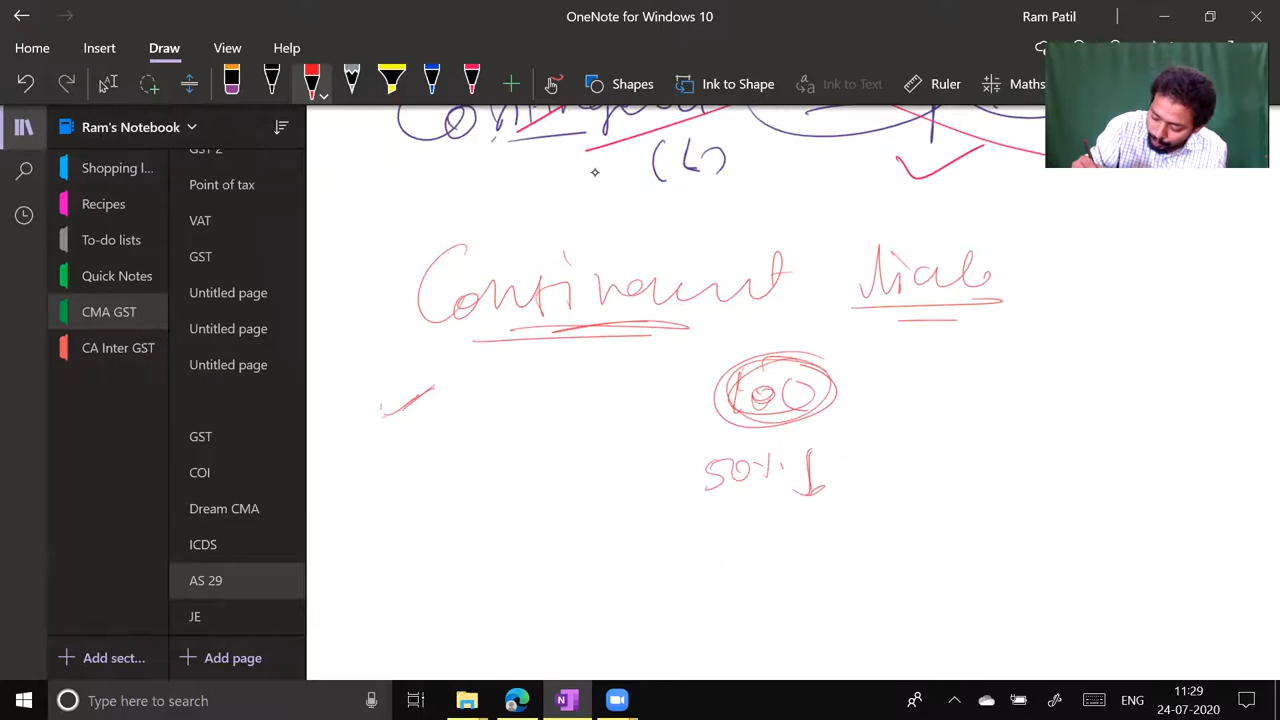 OneNote for Windows 10
Ram Patil
Home Insert Draw View Help
Shapes Ink to Shape Ink to Text Ruler Maths
Ram's Notebook
Shopping l...
Recipes
To-do lists
Quick Notes
CMA GST
CA Inter GST
Add sect...
GST 2
Point of tax
VAT
GST
Untitled page
Untitled page
Untitled page
GST
COI
Dream CMA
ICDS
AS 29
JE
Add page
(L)
50% ↓
Type here to search
ENG
11:29
24-07-2020